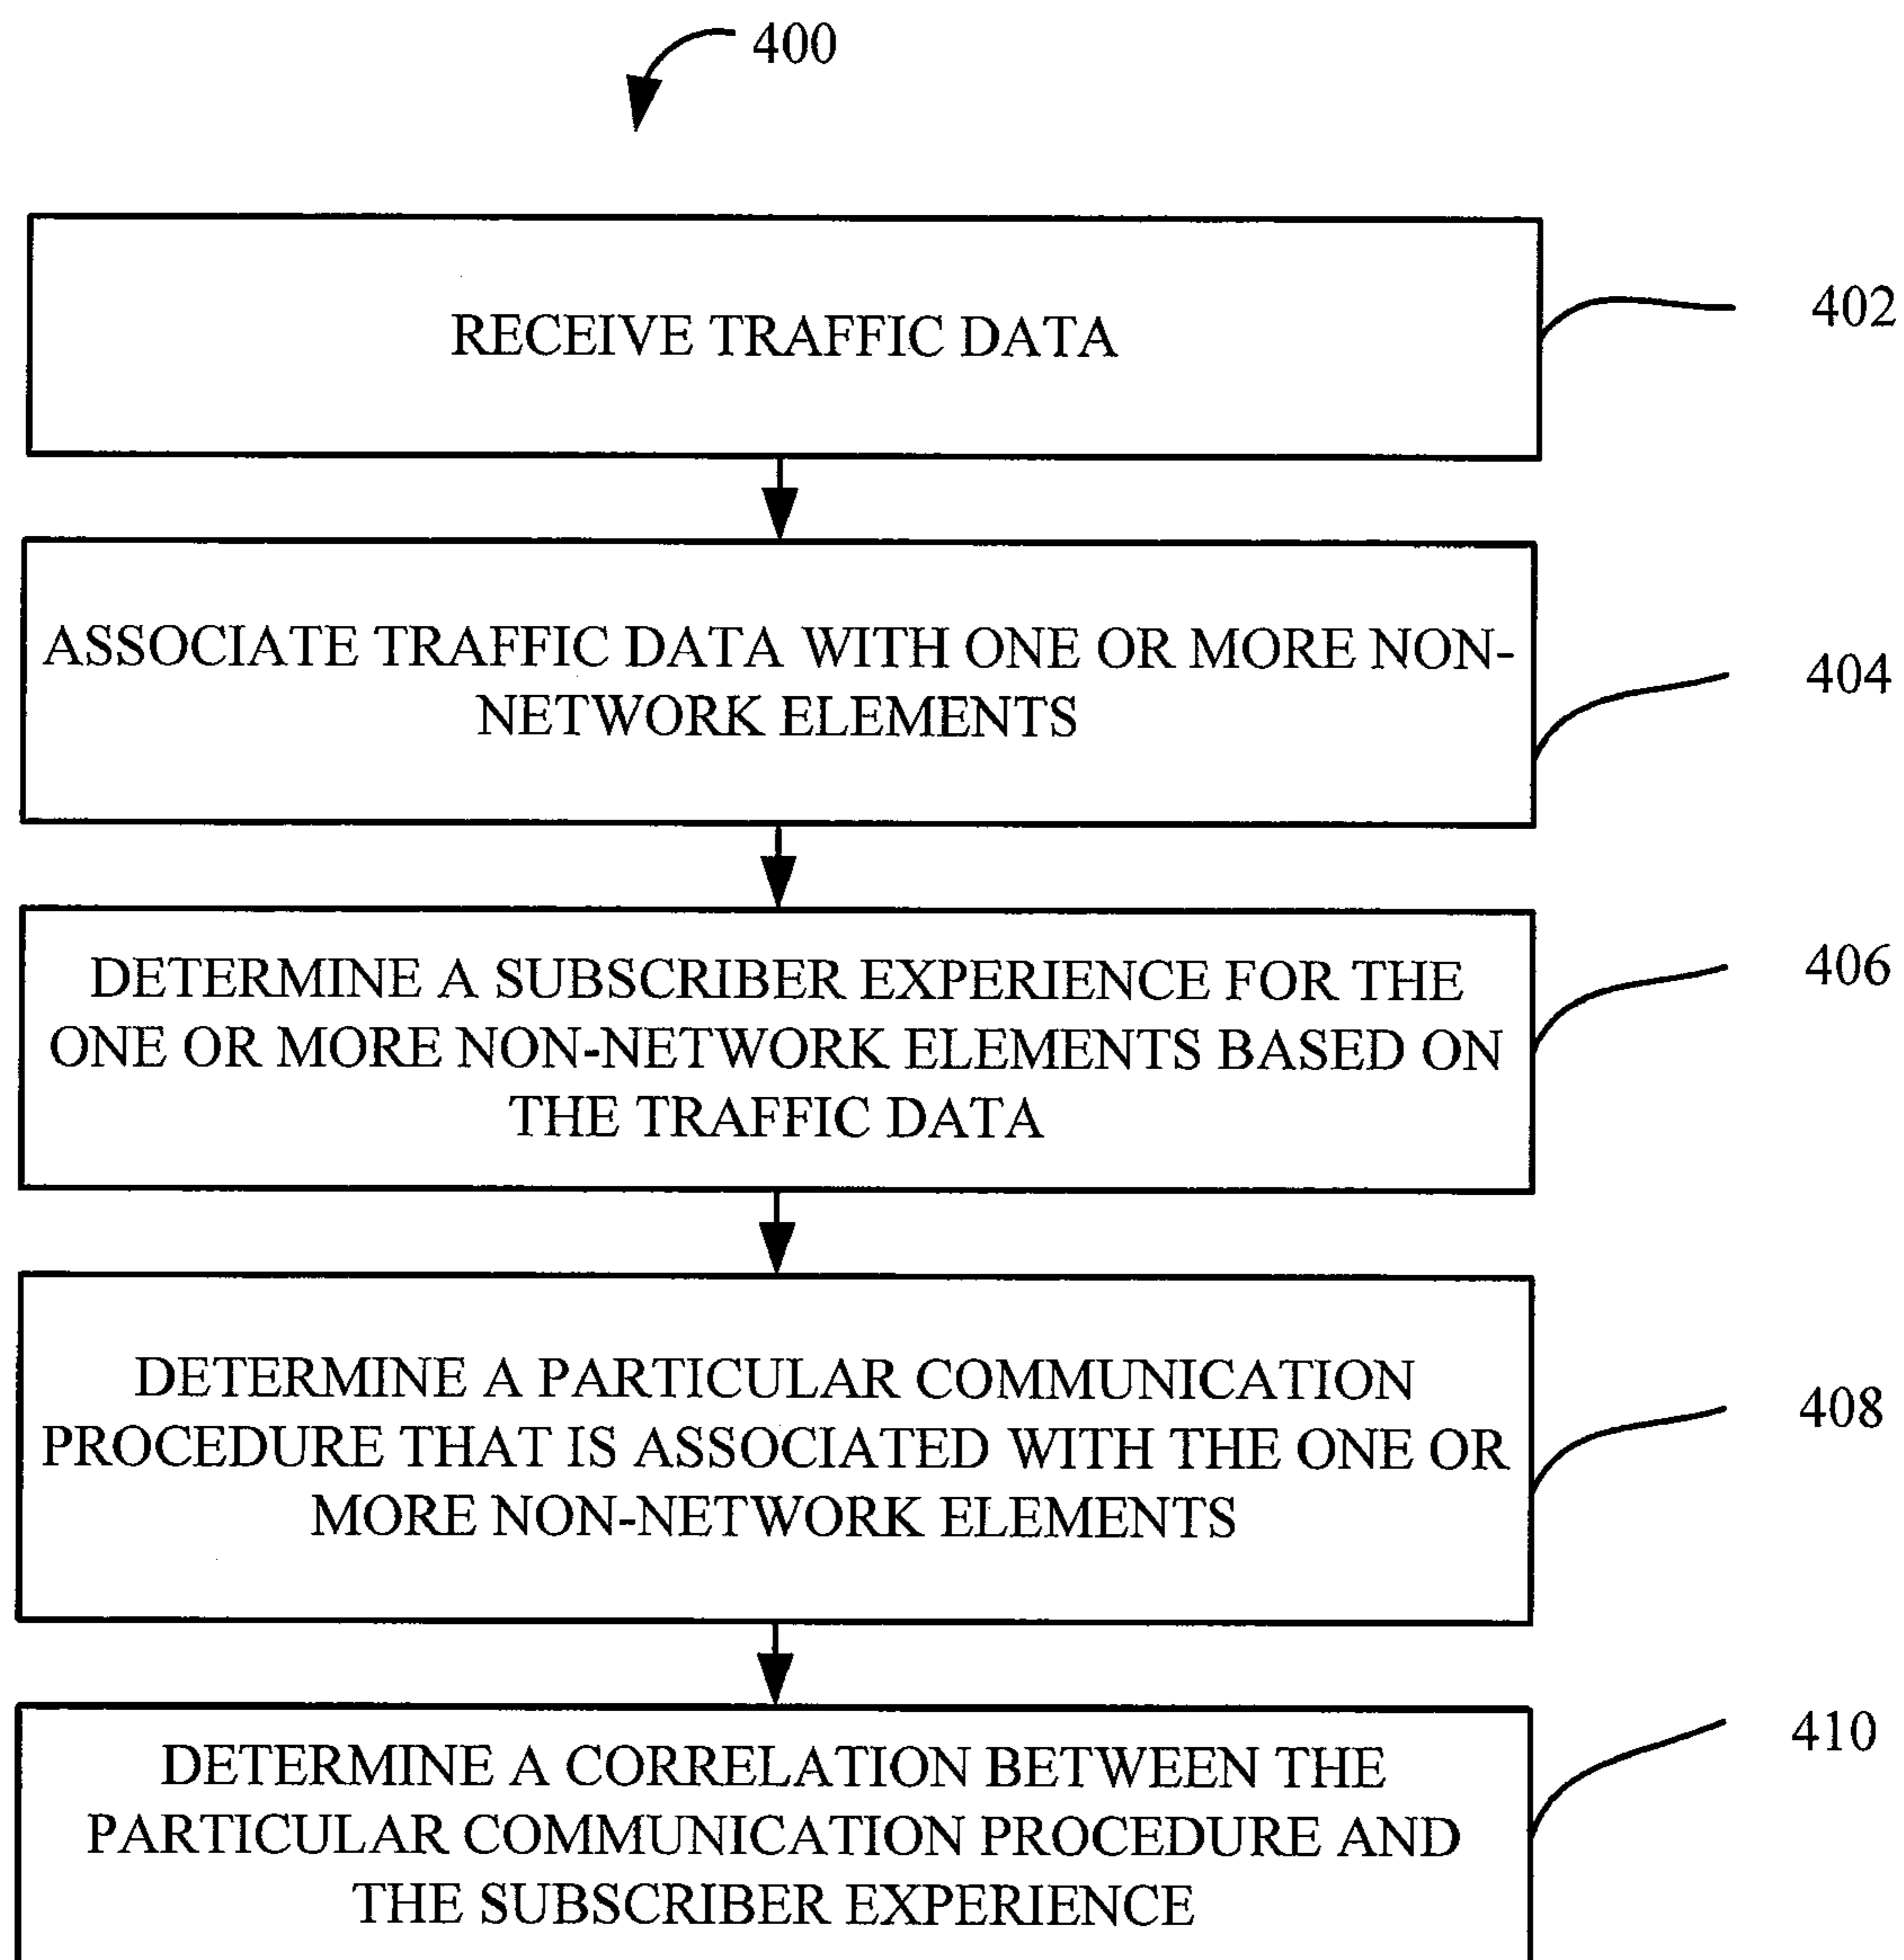 400
RECEIVE TRAFFIC DATA
402
ASSOCIATE TRAFFIC DATA WITH ONE OR MORE NON-
NETWORK ELEMENTS
404
DETERMINE A SUBSCRIBER EXPERIENCE FOR THE
ONE OR MORE NON-NETWORK ELEMENTS BASED ON
THE TRAFFIC DATA
406
DETERMINE A PARTICULAR COMMUNICATION
PROCEDURE THAT IS ASSOCIATED WITH THE ONE OR
MORE NON-NETWORK ELEMENTS
408
DETERMINE A CORRELATION BETWEEN THE
PARTICULAR COMMUNICATION PROCEDURE AND
THE SUBSCRIBER EXPERIENCE
410